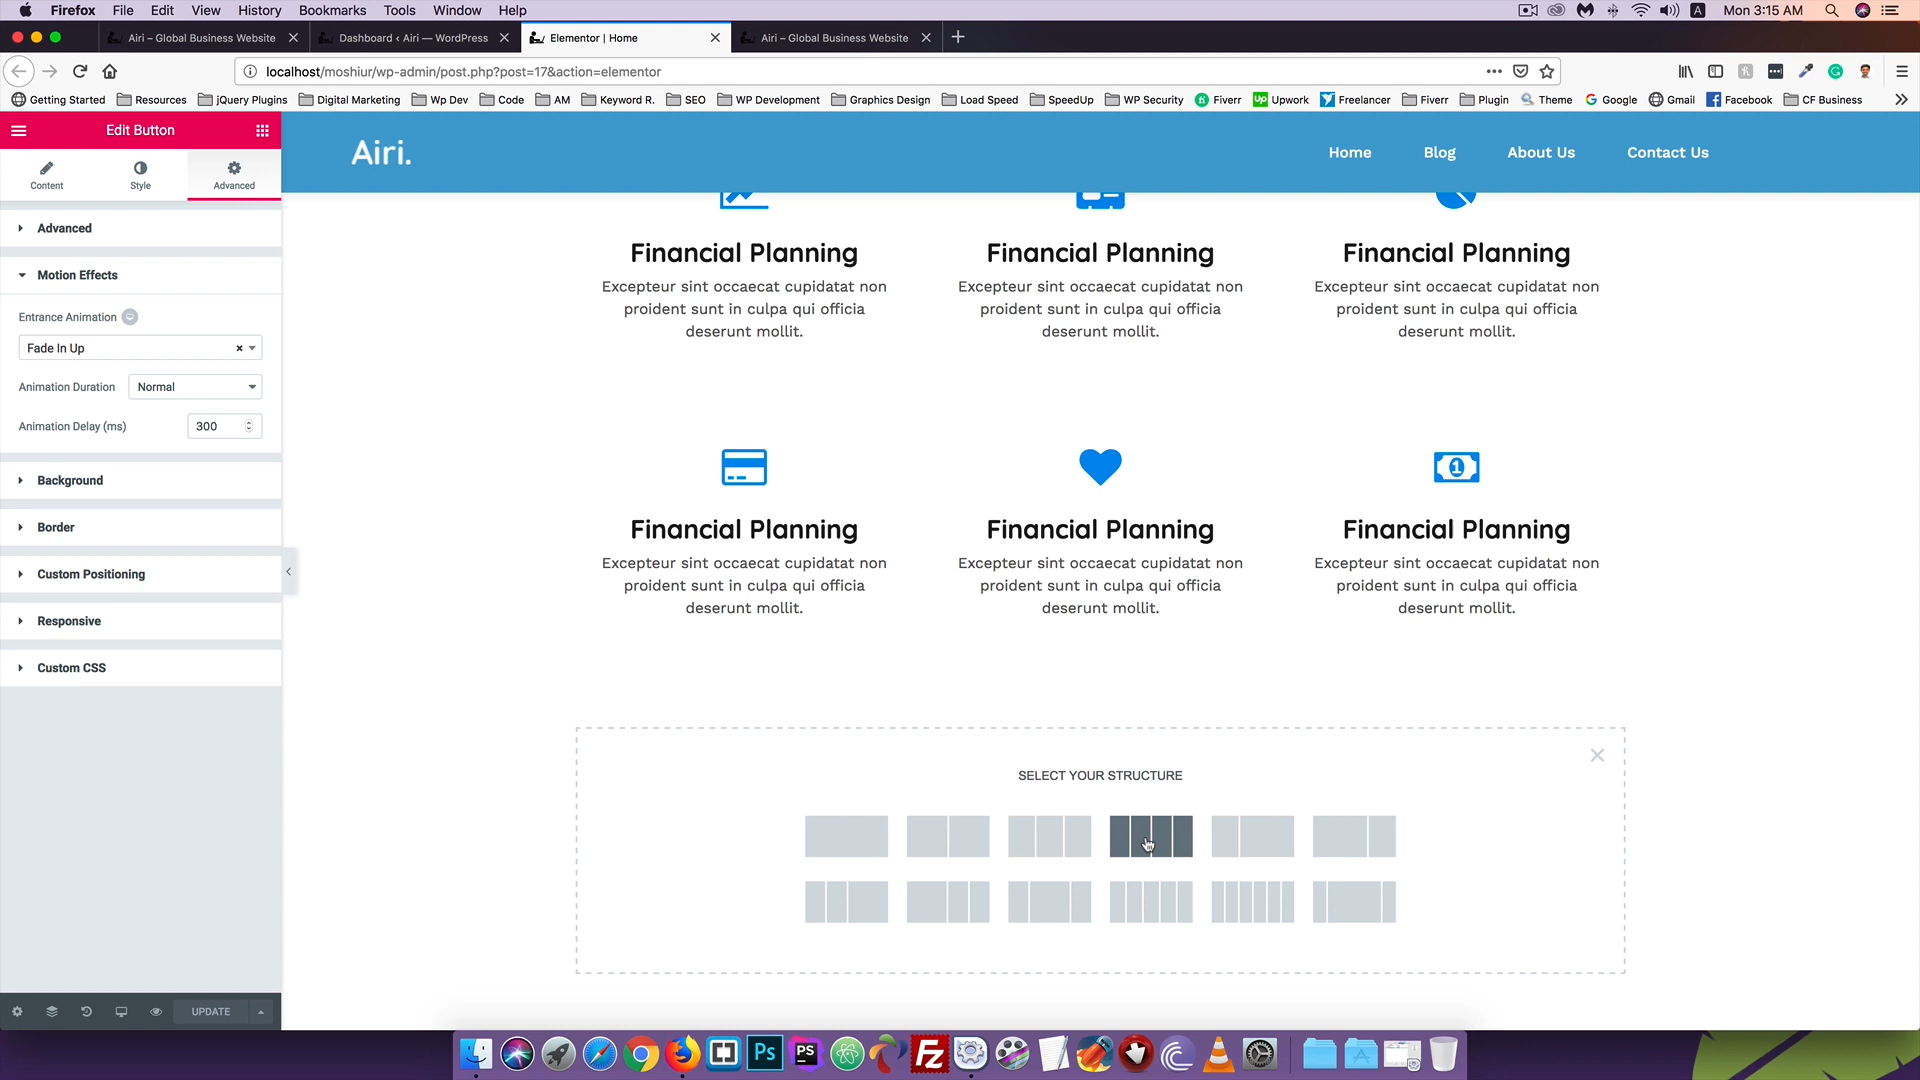 Firefox File Edit View History Bookmarks Tools Window Help
A Mon 3:15 AM
Airi – Global Business Website
Dashboard ‹ Airi — WordPress
Elementor | Home
Airi – Global Business Website
localhost/moshiur/wp-admin/post.php?post=17&action=elementor
Getting Started Resources jQuery Plugins Digital Marketing Wp Dev Code AM Keyword R. SEO WP Development Graphics Design Load Speed SpeedUp WP Security Fiverr Upwork Freelancer Fiverr Plugin Theme Google Gmail Facebook CF Business
Edit Button
Content Style Advanced
Advanced
Motion Effects
Entrance Animation
Fade In Up
Animation Duration Normal
Animation Delay (ms) 300
Background
Border
Custom Positioning
Responsive
Custom CSS
UPDATE
Airi.
Home Blog About Us Contact Us
Financial Planning
Excepteur sint occaecat cupidatat non
proident sunt in culpa qui officia
deserunt mollit.
Financial Planning
Excepteur sint occaecat cupidatat non
proident sunt in culpa qui officia
deserunt mollit.
Financial Planning
Excepteur sint occaecat cupidatat non
proident sunt in culpa qui officia
deserunt mollit.
Financial Planning
Excepteur sint occaecat cupidatat non
proident sunt in culpa qui officia
deserunt mollit.
Financial Planning
Excepteur sint occaecat cupidatat non
proident sunt in culpa qui officia
deserunt mollit.
1
Financial Planning
Excepteur sint occaecat cupidatat non
proident sunt in culpa qui officia
deserunt mollit.
SELECT YOUR STRUCTURE
Ps PS FZ